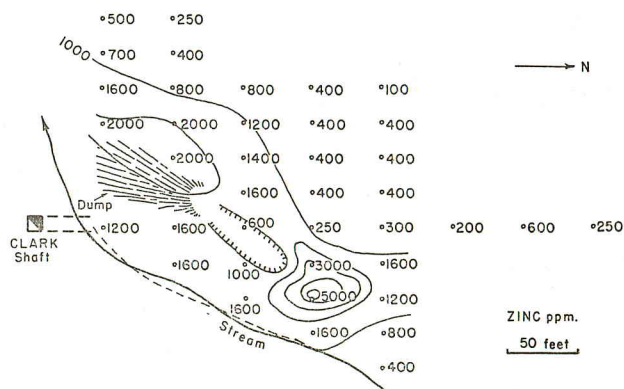 500 250
1000 700 400
1600 800 800 400 100
N
2000 2000 1200 400 400
2000 1400 400 400
1600 400 400
Dump
CLARK
Shaft
1200 1600 600 250 300 200 600 250
1600 1000 3000 1600
1600 5000 1200
Stream
1600 800
400
ZINC ppm.
50 feet